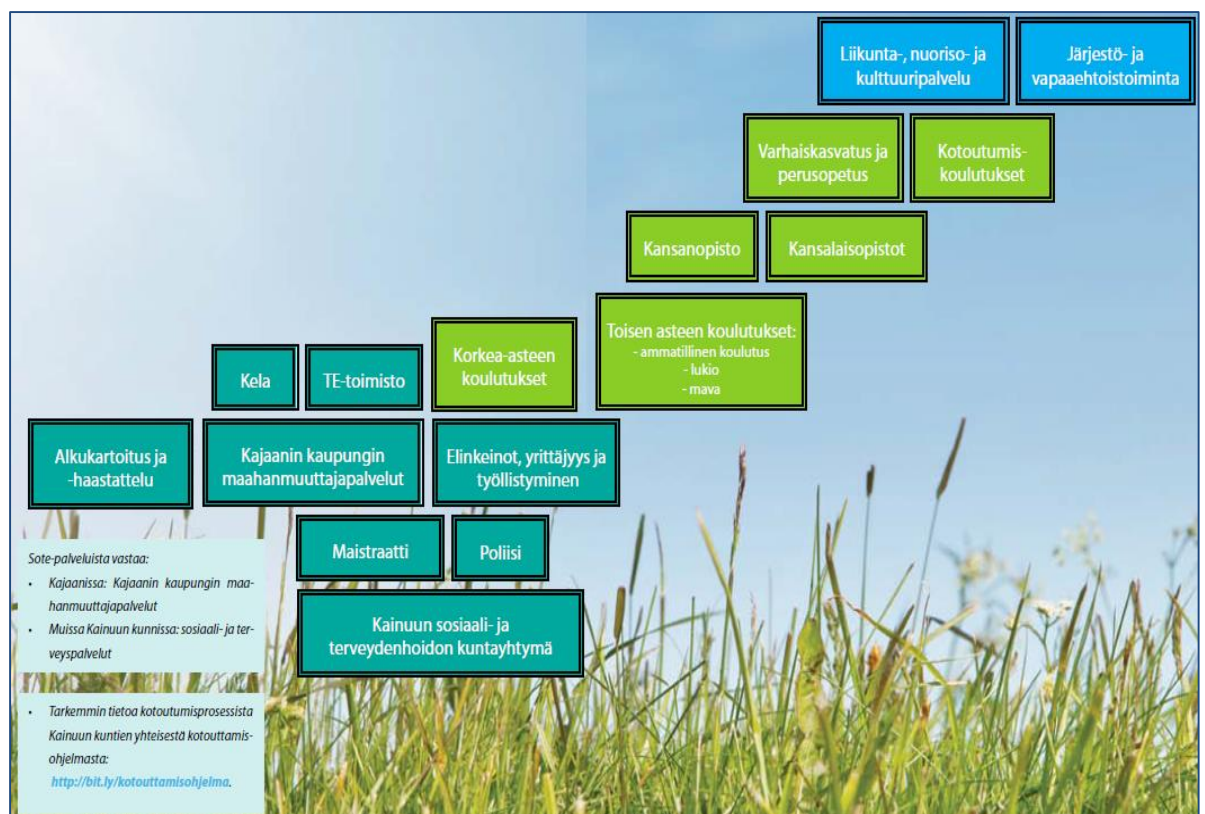 Liikunta-, nuoriso- ja
kulttuuripalvelu
Järjestö- ja
vapaaehtoistoiminta
Varhaiskasvatus ja
perusopetus
Kotoutumis-
koulutukset
Kansanopisto
Kansalaisopistot
Toisen asteen koulutukset:
- ammatillinen koulutus
- lukio
- mava
Korkea-asteen
koulutukset
Kela
TE-toimisto
Alkukartoitus ja
-haastattelu
Kajaanin kaupungin
maahanmuuttajapalvelut
Elinkeinot, yrittäjyys ja
työllistyminen
Maistraatti
Poliisi
Kainuun sosiaali- ja
terveydenhoidon kuntayhtymä
Sote-palveluista vastaa:
• Kajaanissa: Kajaanin kaupungin maa-
hanmuuttajapalvelut
• Muissa Kainuun kunnissa: sosiaali- ja ter-
veyspalvelut
• Tarkemmin tietoa kotoutumisprosessista
Kainuun kuntien yhteisestä kotouttamis-
ohjelmasta:
http://bit.ly/kotouttamisohjelma.